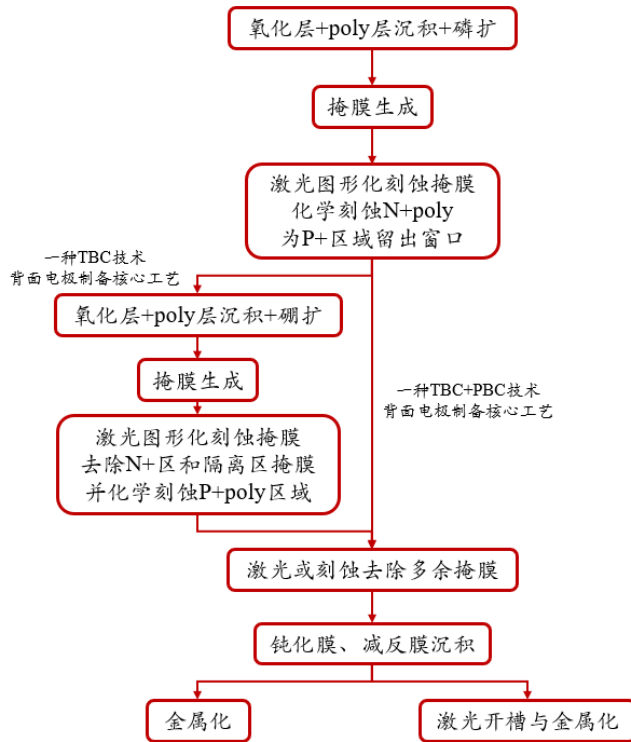 氧化层+poly层沉积+磷扩
掩膜生成
激光图形化刻蚀掩膜
化学刻蚀N+poly
为P+区域留出窗口
一种TBC技术
背面电极制备核心工艺
氧化层+poly层沉积+硼扩
掩膜生成
激光图形化刻蚀掩膜
去除N+区和隔离区掩膜
并化学刻蚀P+poly区域
一种TBC+PBC技术
背面电极制备核心工艺
激光或刻蚀去除多余掩膜
钝化膜、减反膜沉积
金属化
激光开槽与金属化